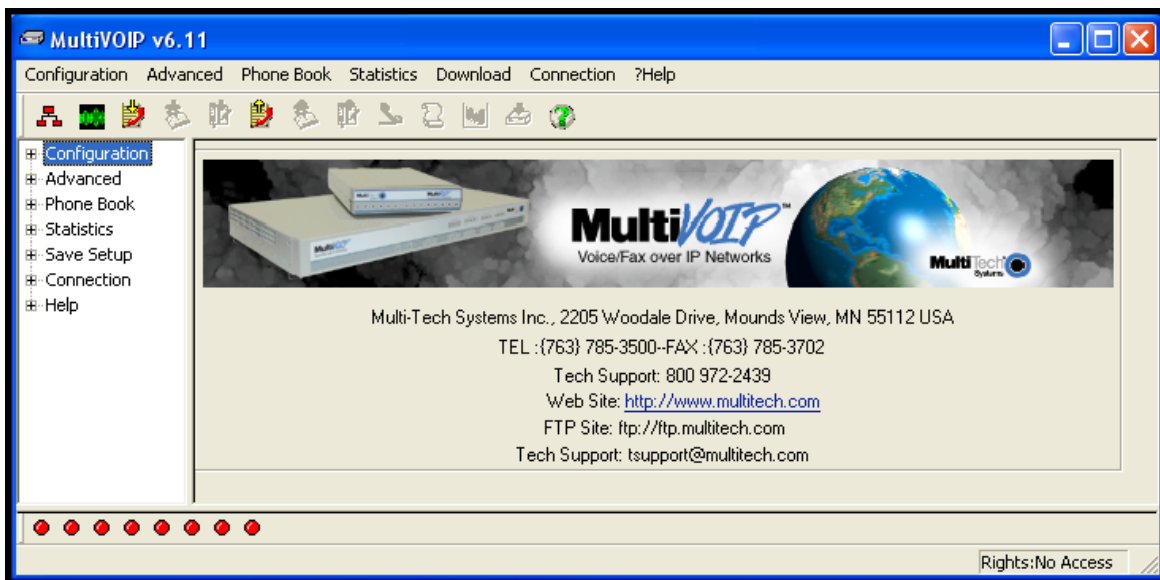 MultiVOIP v6.11
Configuration Advanced Phone Book Statistics Download Connection ?Help
Configuration
Advanced
Phone Book
Statistics
Save Setup
Connection
Help
MultiVOIP™
Voice/Fax over IP Networks
MultiTech
Systems
Multi-Tech Systems Inc., 2205 Woodale Drive, Mounds View, MN 55112 USA
TEL :{763} 785-3500--FAX :{763} 785-3702
Tech Support: 800 972-2439
Web Site: http://www.multitech.com
FTP Site: ftp://ftp.multitech.com
Tech Support: tsupport@multitech.com
Rights:No Access